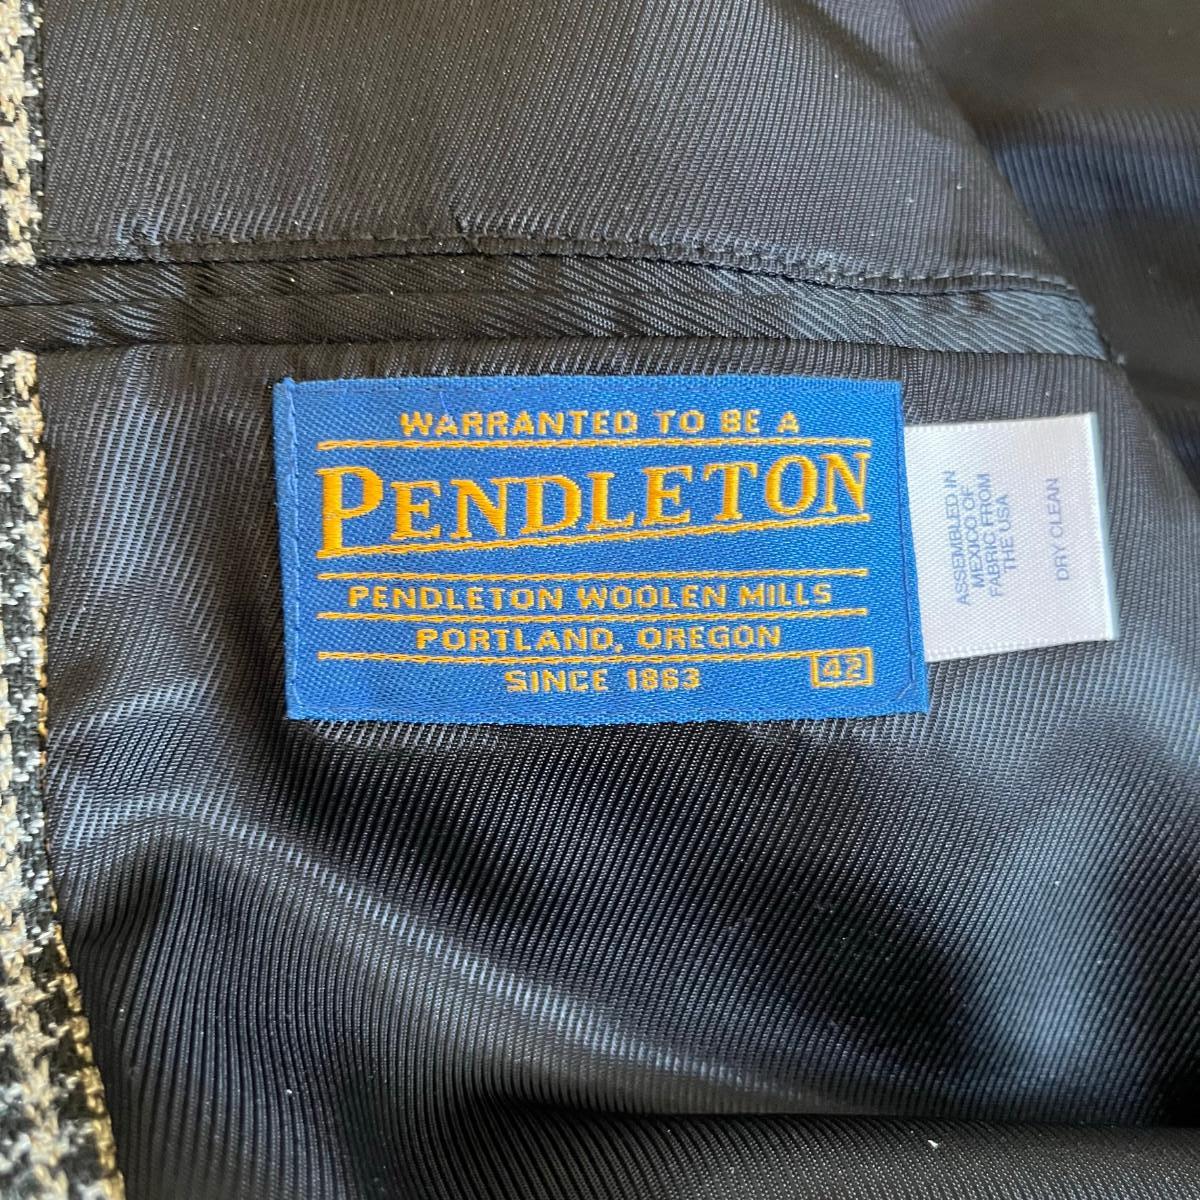 WARRANTED TO BE A
PENDLETON
PENDLETON WOOLEN MILLS
PORTLAND, OREGON
SINCE 1863
42
ASSEMBLED IN
MEXICO OF
FABRIC FROM
THE USA
DRY CLEAN